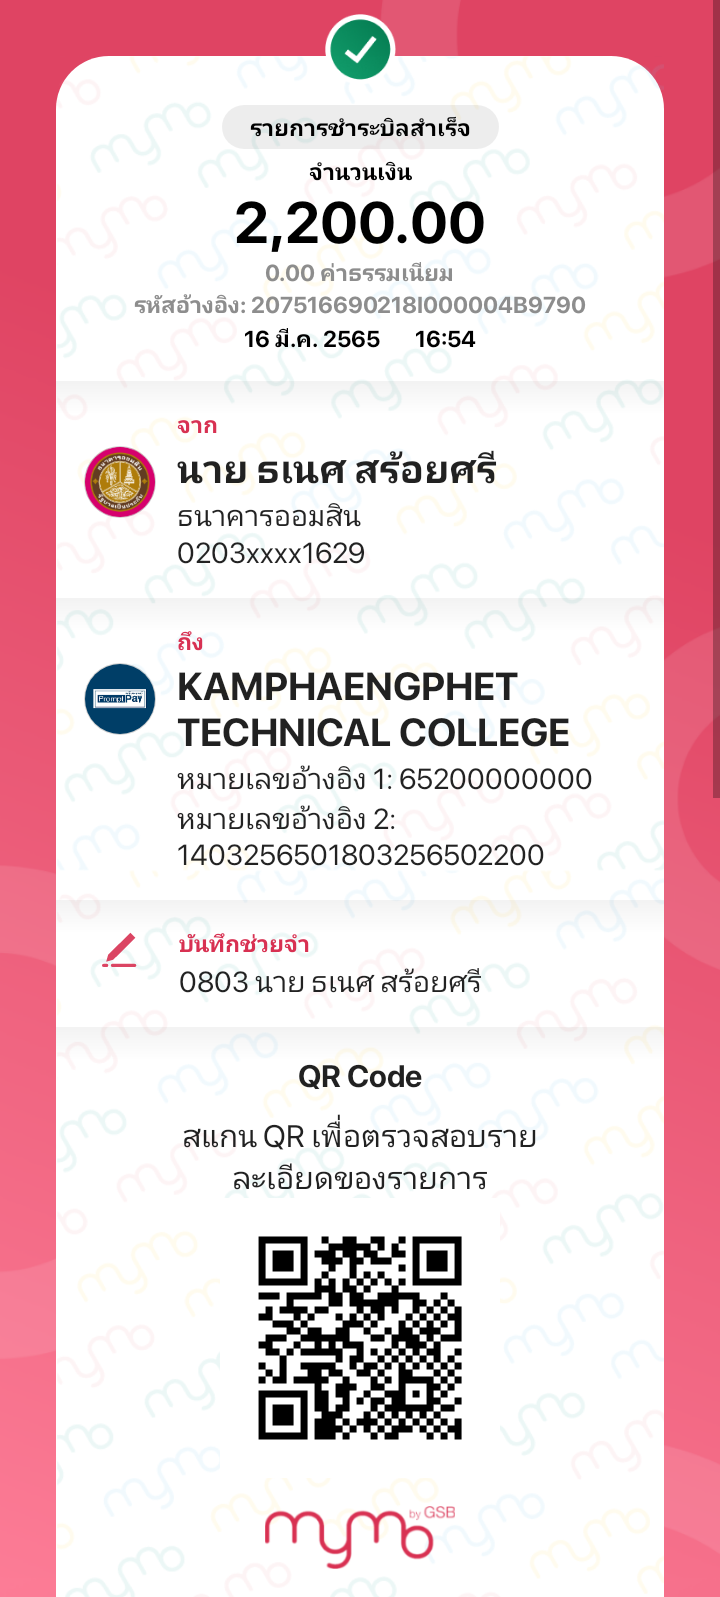 รายการชำระบิลสำเร็จ
จำนวนเงิน
2,200.00
0.00 ค่าธรรมเนียม
รหัสอ้างอิง: 207516690218I000004B9790
16 มี.ค. 2565 16:54
จาก
นาย ธเนศ สร้อยศรี
ธนาคารออมสิน
0203xxxx1629
ถึง
PromptPay
KAMPHAENGPHET
TECHNICAL COLLEGE
หมายเลขอ้างอิง 1: 65200000000
หมายเลขอ้างอิง 2:
1403256501803256502200
บันทึกช่วยจำ
0803 นาย ธเนศ สร้อยศรี
QR Code
สแกน QR เพื่อตรวจสอบราย
ละเอียดของรายการ
mymo by GSB